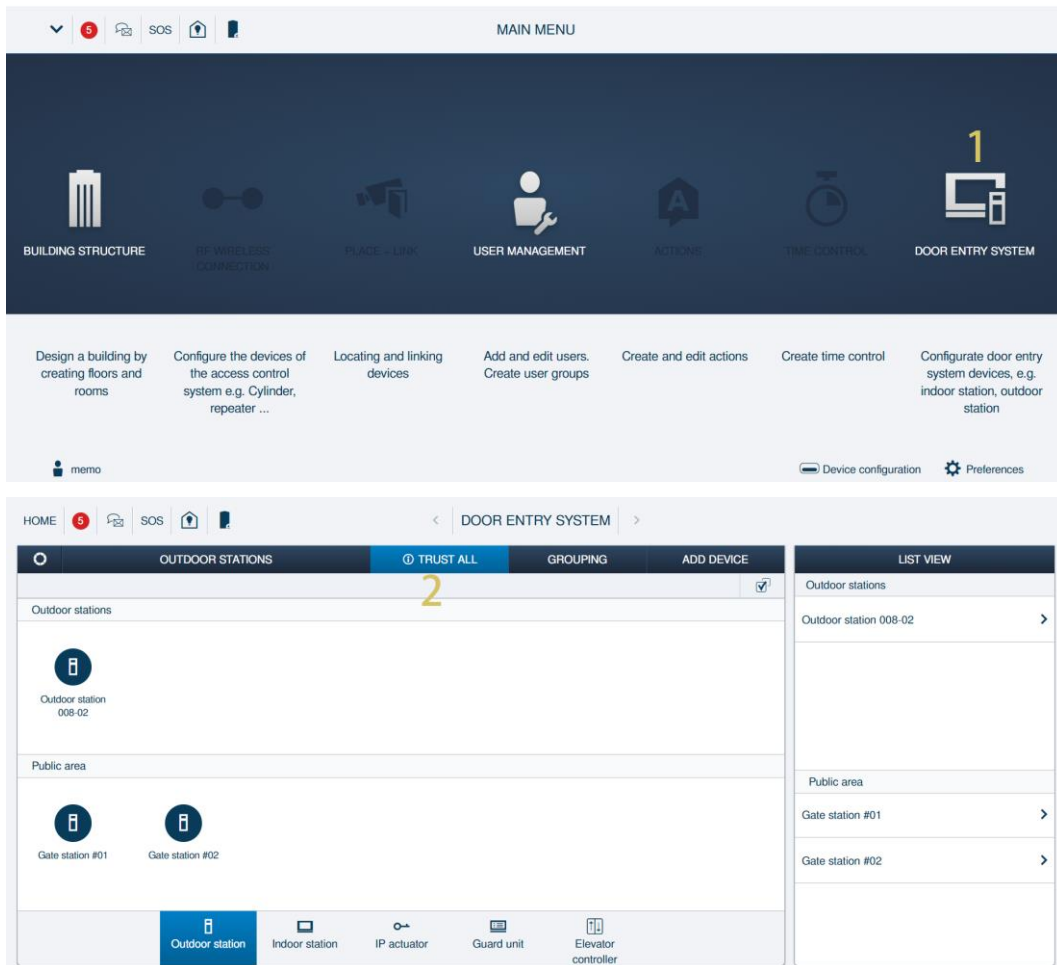 5 SOS MAIN MENU
1
BUILDING STRUCTURE RF WIRELESS CONNECTION PLACE + LINK USER MANAGEMENT ACTIONS TIME CONTROL DOOR ENTRY SYSTEM
Design a building by
creating floors and
rooms
Configure the devices of
the access control
system e.g. Cylinder,
repeater ...
Locating and linking
devices
Add and edit users.
Create user groups
Create and edit actions
Create time control
Configurate door entry
system devices, e.g.
indoor station, outdoor
station
memo Device configuration Preferences
HOME 5 SOS < DOOR ENTRY SYSTEM >
OUTDOOR STATIONS TRUST ALL GROUPING ADD DEVICE LIST VIEW
2
Outdoor stations
Outdoor station
008-02
Public area
Gate station #01 Gate station #02
Outdoor station Indoor station IP actuator Guard unit Elevator
controller
Outdoor stations
Outdoor station 008-02
Public area
Gate station #01
Gate station #02